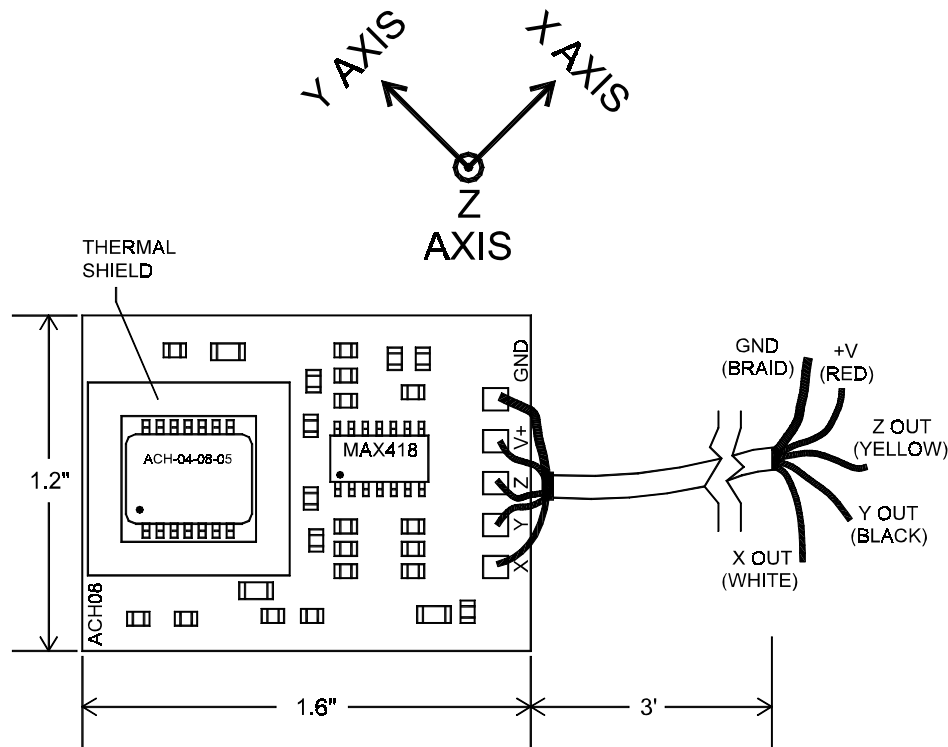 Y AXIS
X AXIS
Z
AXIS
THERMAL
SHIELD
GND
(BRAID)
+V
(RED)
Z OUT
(YELLOW)
Y OUT
(BLACK)
X OUT
(WHITE)
GND
V+
Z
Y
X
MAX418
ACH-04-08-05
ACH08
1.2"
1.6"
3'